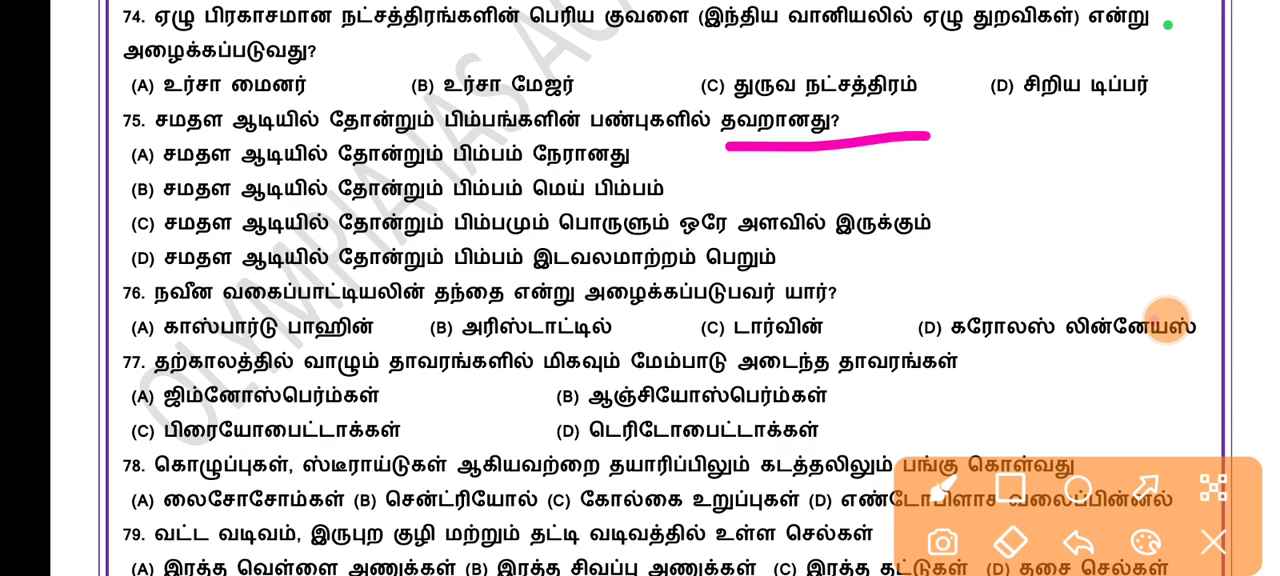 74. ஏழு பிரகாசமான நட்சத்திரங்களின் பெரிய குவளை (இந்திய வானியலில் ஏழு துறவிகள்) என்று
அழைக்கப்படுவது?
(A) உர்சா மைனர் (B) உர்சா மேஜர் (C) துருவ நட்சத்திரம் (D) சிறிய டிப்பர்
75. சமதள ஆடியில் தோன்றும் பிம்பங்களின் பண்புகளில் தவறானது?
(A) சமதள ஆடியில் தோன்றும் பிம்பம் நேரானது
(B) சமதள ஆடியில் தோன்றும் பிம்பம் மெய் பிம்பம்
(C) சமதள ஆடியில் தோன்றும் பிம்பமும் பொருளும் ஒரே அளவில் இருக்கும்
(D) சமதள ஆடியில் தோன்றும் பிம்பம் இடவலமாற்றம் பெறும்
76. நவீன வகைப்பாட்டியலின் தந்தை என்று அழைக்கப்படுபவர் யார்?
(A) காஸ்பார்டு பாஹின் (B) அரிஸ்டாட்டில் (C) டார்வின் (D) கரோலஸ் லின்னேயஸ்
77. தற்காலத்தில் வாழும் தாவரங்களில் மிகவும் மேம்பாடு அடைந்த தாவரங்கள்
(A) ஜிம்னோஸ்பெர்ம்கள் (B) ஆஞ்சியோஸ்பெர்ம்கள்
(C) பிரையோபைட்டாக்கள் (D) டெரிடோபைட்டாக்கள்
78. கொழுப்புகள், ஸ்டீராய்டுகள் ஆகியவற்றை தயாரிப்பிலும் கடத்தலிலும் பங்கு கொள்வது
(A) லைசோசோம்கள் (B) சென்ட்ரியோல் (C) கோல்கை உறுப்புகள் (D) எண்டோபிளாச வலைப்பின்னல்
79. வட்ட வடிவம், இருபுற குழி மற்றும் தட்டி வடிவத்தில் உள்ள செல்கள்
(A) இரத்த வெள்ளை அணுக்கள் (B) இரத்த சிவப்பு அணுக்கள் (C) இரத்த தட்டுகள் (D) தசை செல்கள்
OLYMPIA IAS